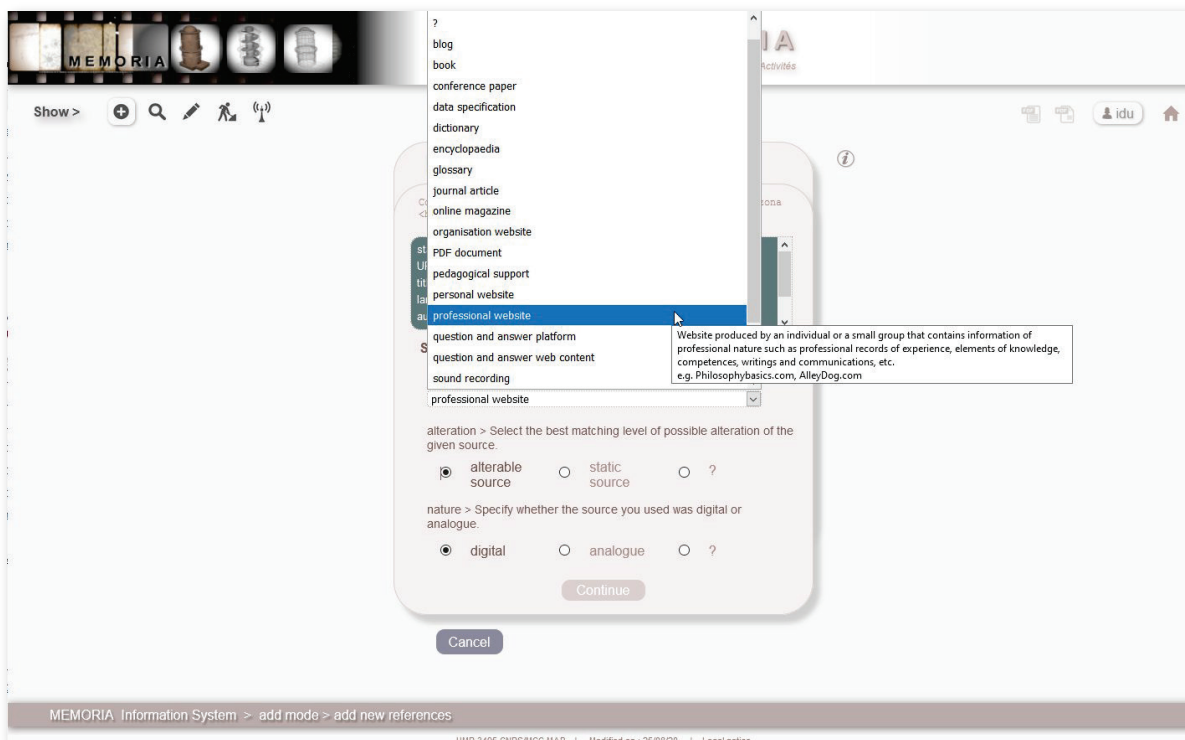 MEMORIA
I A
Activités
Show >
idu
?
blog
book
conference paper
data specification
dictionary
encyclopaedia
glossary
journal article
online magazine
organisation website
PDF document
pedagogical support
personal website
professional website
question and answer platform
question and answer web content
sound recording
professional website
Website produced by an individual or a small group that contains information of
professional nature such as professional records of experience, elements of knowledge,
competences, writings and communications, etc.
e.g. Philosophybasics.com, AlleyDog.com
alteration > Select the best matching level of possible alteration of the
given source.
alterable
source
static
source
?
nature > Specify whether the source you used was digital or
analogue.
digital
analogue
?
Continue
Cancel
MEMORIA Information System > add mode > add new references